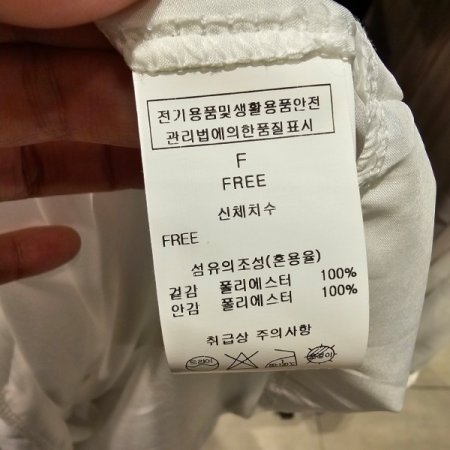 전기용품및생활용품안전
관리법에의한품질표시
F
FREE
신체치수
FREE
섬유의조성(혼용율)
겉감 폴리에스터 100%
안감 폴리에스터 100%
취급상 주의사항
드라이